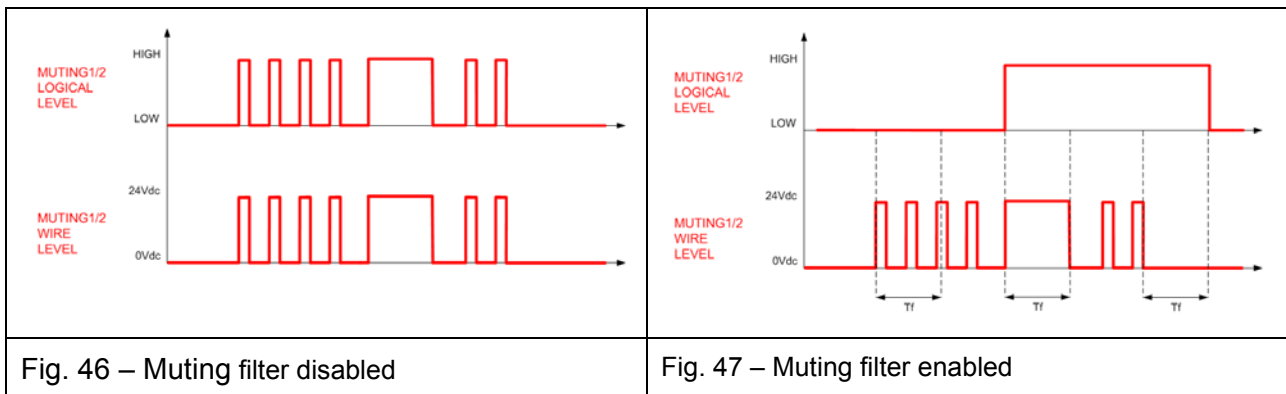 HIGH
MUTING1/2
LOGICAL
LEVEL
LOW
24Vdc
MUTING1/2
WIRE
LEVEL
0Vdc
Fig. 46 – Muting filter disabled
HIGH
MUTING1/2
LOGICAL
LEVEL
LOW
24Vdc
MUTING1/2
WIRE
LEVEL
0Vdc
Tf
Tf
Tf
Fig. 47 – Muting filter enabled